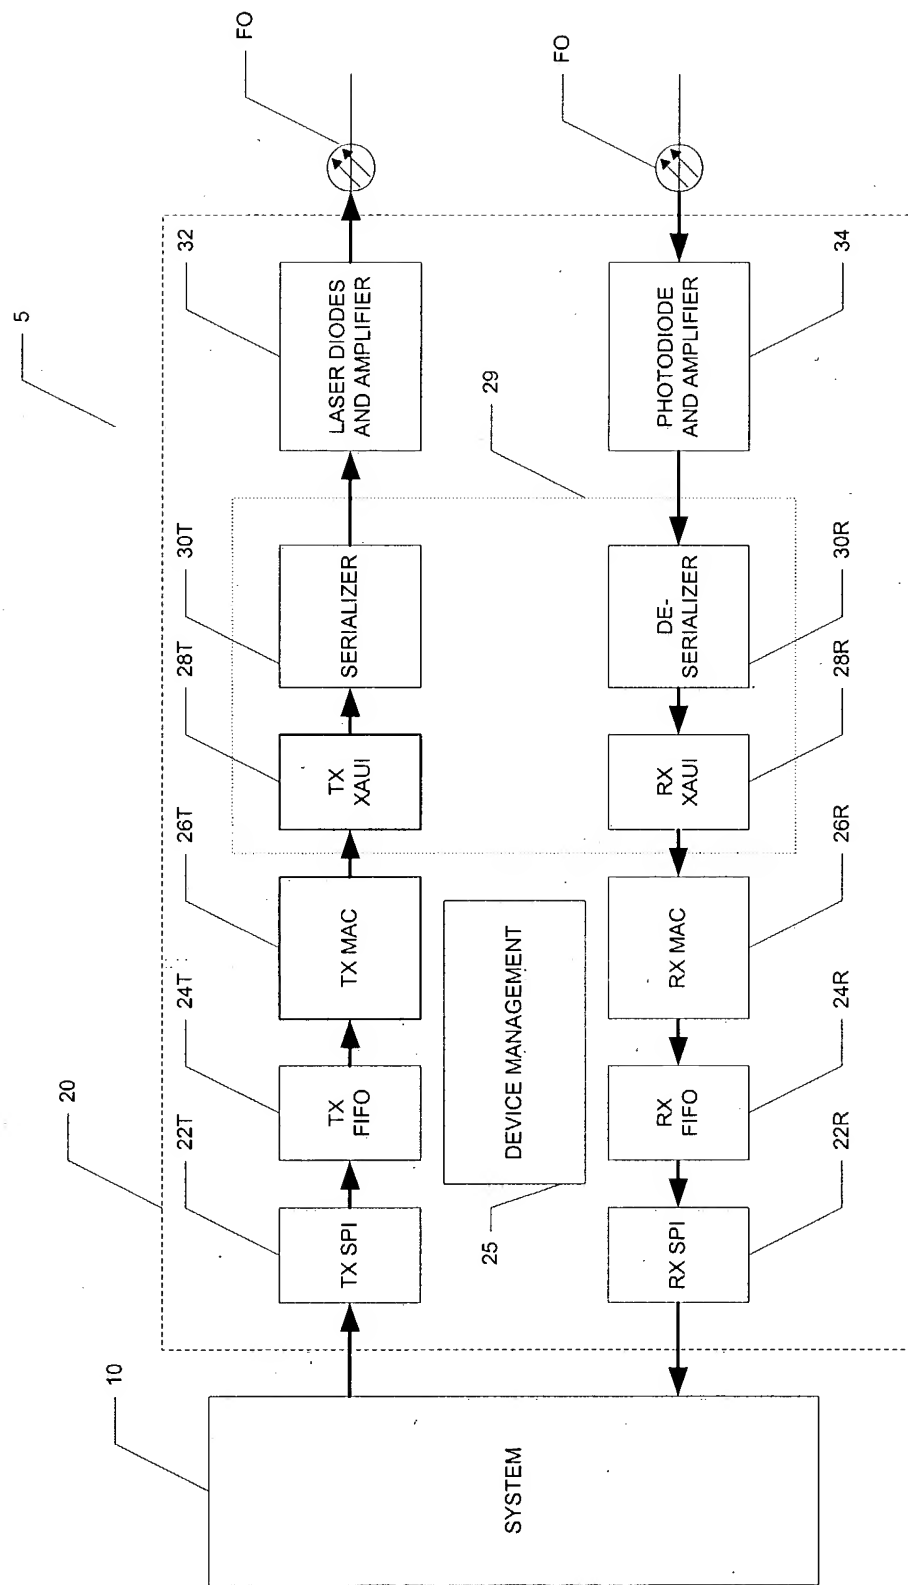 5
10
20
22T
24T
26T
28T
30T
32
FO
SYSTEM
TX SPI
TX
FIFO
TX MAC
TX
XAUI
SERIALIZER
LASER DIODES
AND AMPLIFIER
25
DEVICE MANAGEMENT
29
FO
RX SPI
RX
FIFO
RX MAC
RX
XAUI
DE-
SERIALIZER
PHOTODIODE
AND AMPLIFIER
22R
24R
26R
28R
30R
34